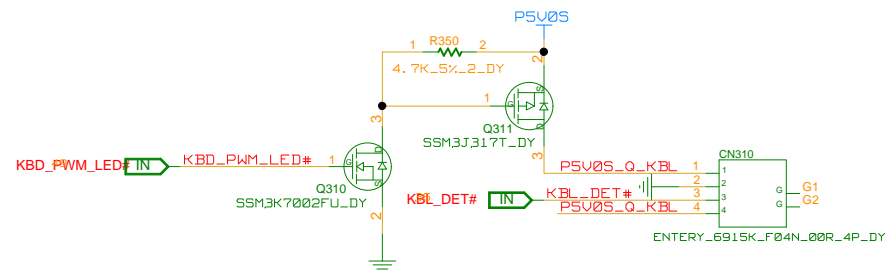 P5V0S
1 R350 2
4.7K_5%_2_DY
2
S
1 G
Q311 D
SSM3J317T_DY
3
3
D
KBD_PWM_LED# IN KBD_PWM_LED# 1 G
S
Q310
SSM3K7002FU_DY
2
CN310
P5V0S_Q_KBL 1 1
2 2
KBL_DET# IN KBL_DET# 3 3
P5V0S_Q_KBL 4 4
G G1
G G2
ENTERY_6915K_F04N_00R_4P_DY